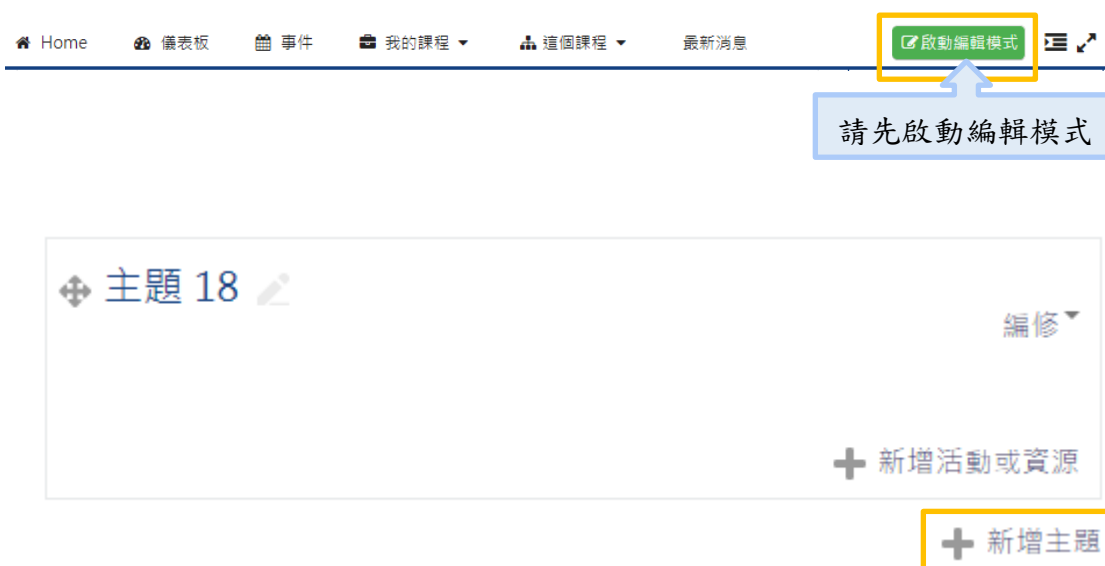 Home 儀表板 事件 我的課程 這個課程 最新消息 啟動編輯模式
請先啟動編輯模式
主題 18
編修
新增活動或資源
新增主題